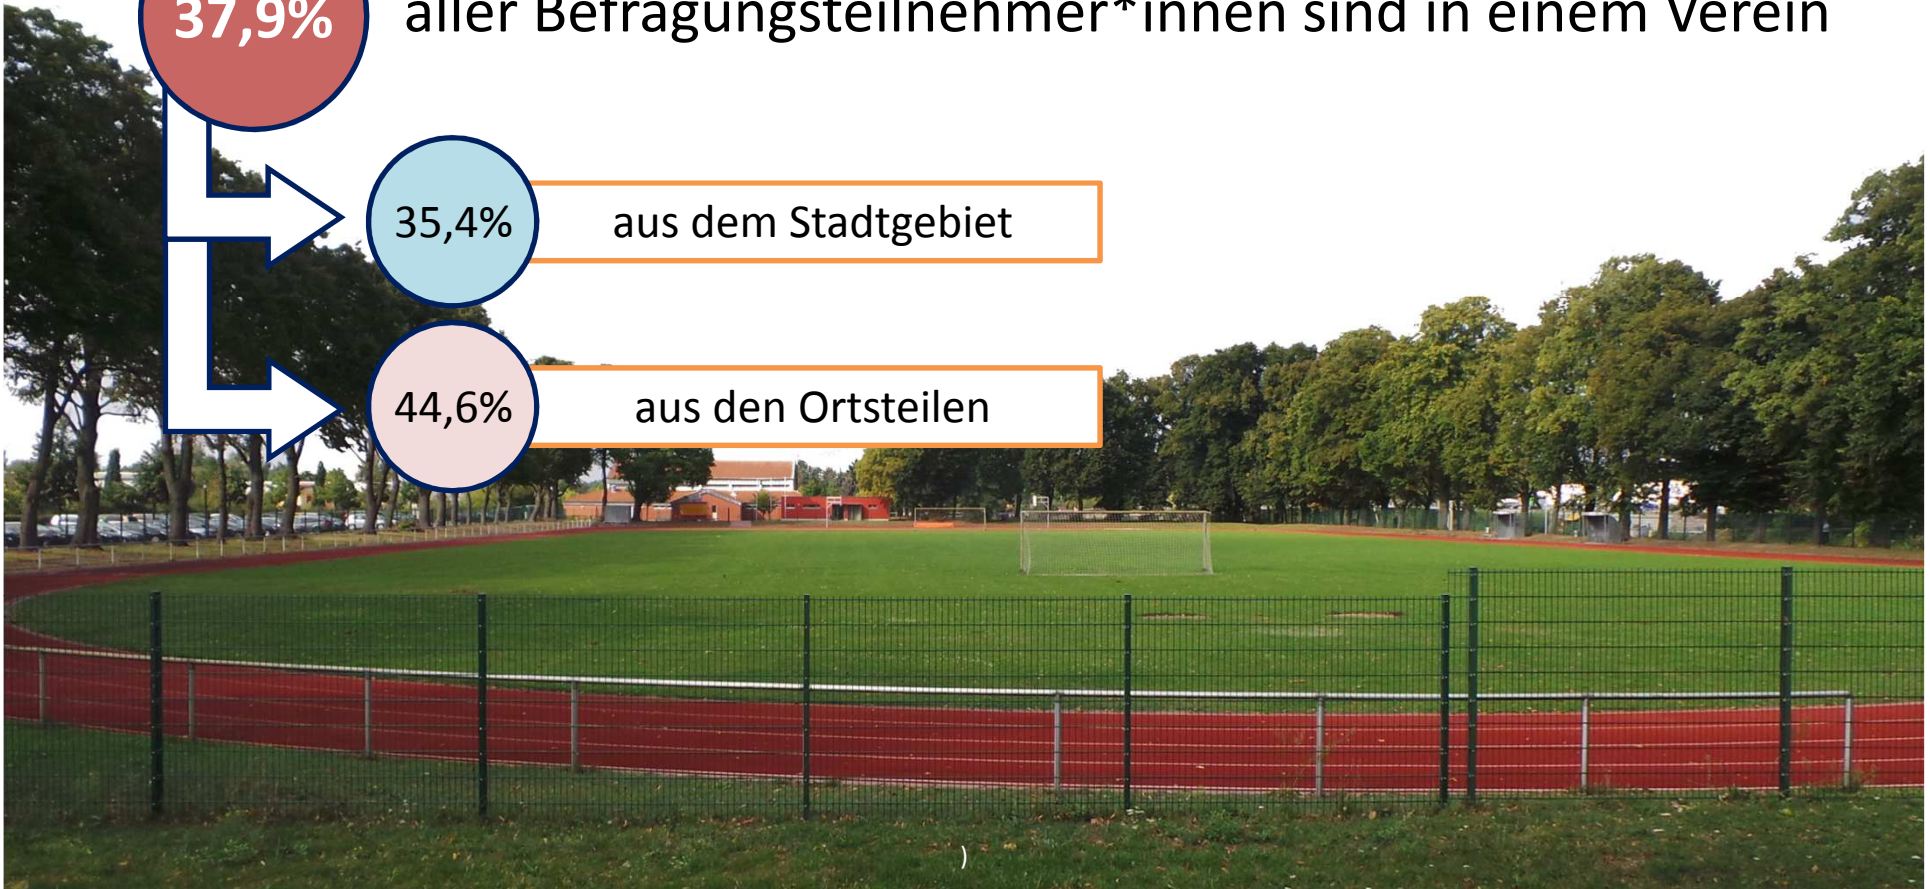 37,9% aller Befragungsteilnehmer*innen sind in einem Verein
35,4% aus dem Stadtgebiet
44,6% aus den Ortsteilen
)